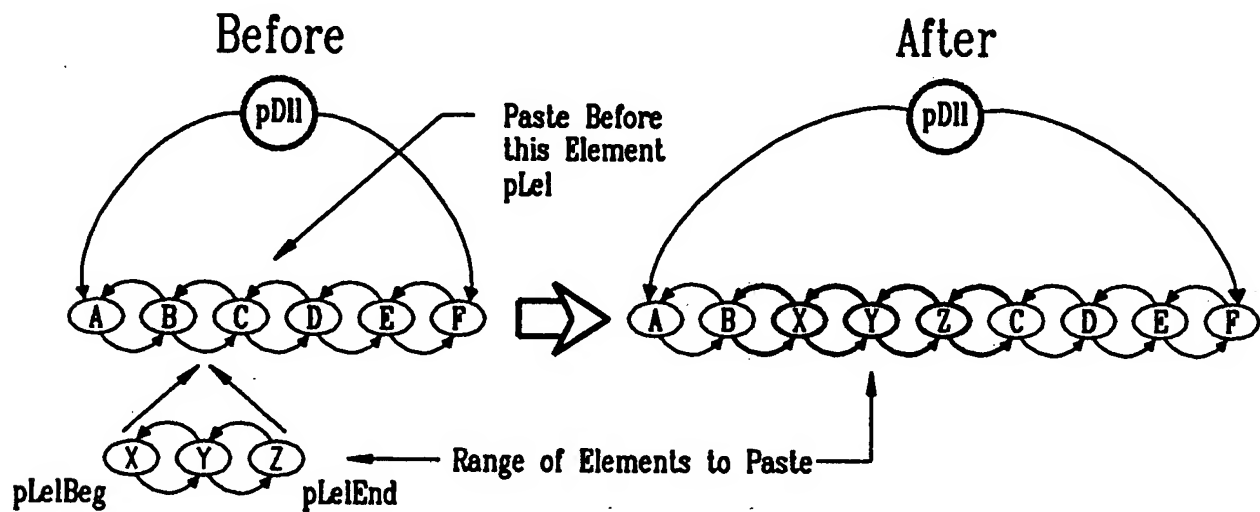 Before
After
pDll
pDll
Paste Before
this Element
pLel
A B C D E F
A B X Y Z C D E F
X Y Z
Range of Elements to Paste
pLelBeg
pLelEnd